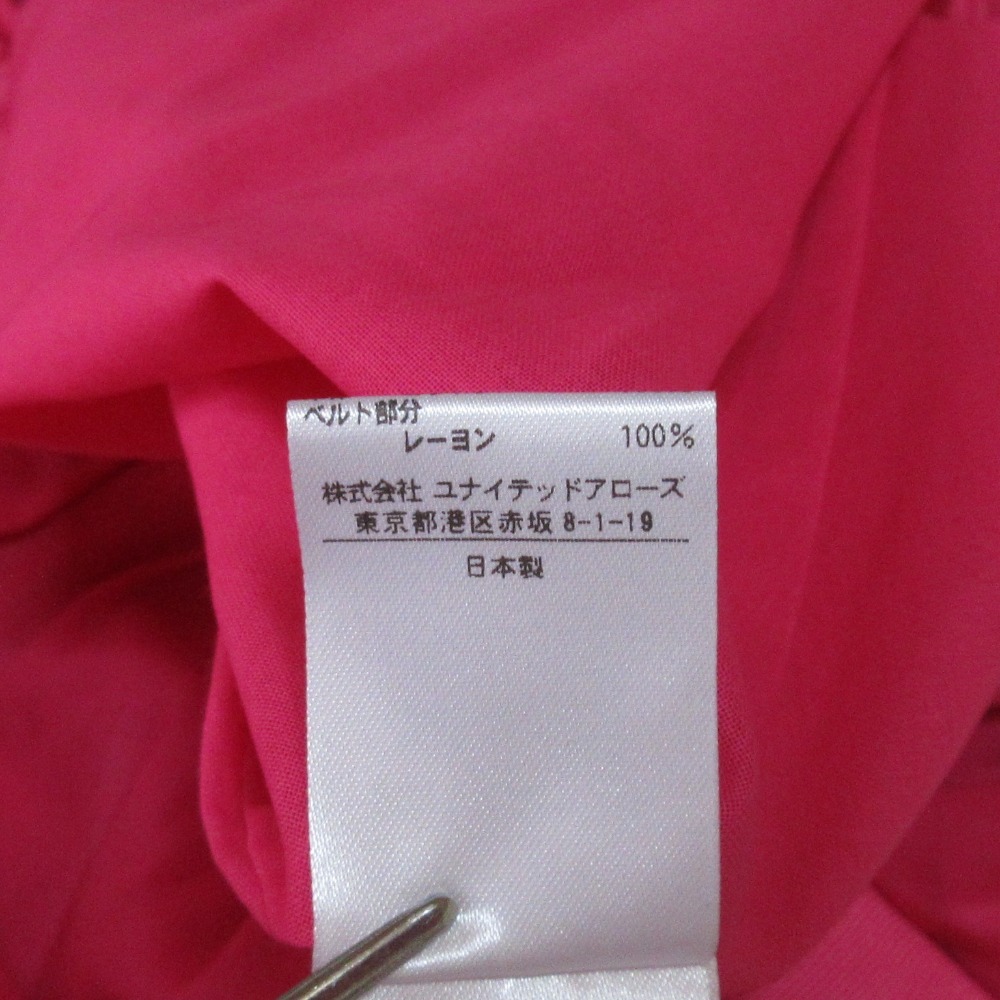 ベルト部分
レーヨン 100%
株式会社 ユナイテッドアローズ
東京都港区赤坂 8-1-19
日本製